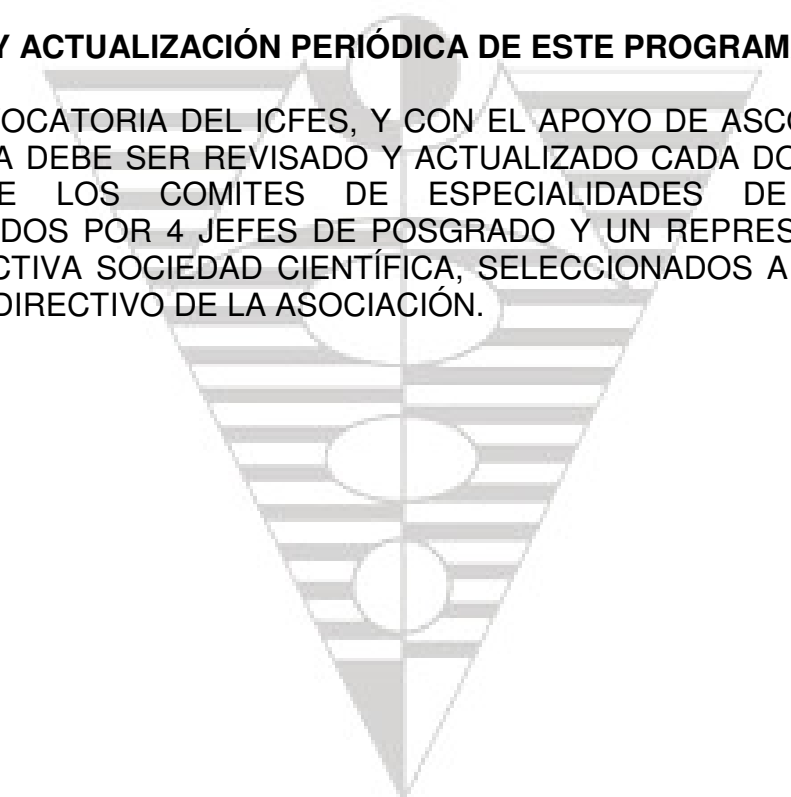 Y ACTUALIZACIÓN PERIÓDICA DE ESTE PROGRAM
OCATORIA DEL ICFES, Y CON EL APOYO DE ASC
A DEBE SER REVISADO Y ACTUALIZADO CADA DO
E LOS COMITES DE ESPECIALIDADES DE
DOS POR 4 JEFES DE POSGRADO Y UN REPRES
CTIVA SOCIEDAD CIENTÍFICA, SELECCIONADOS A
DIRECTIVO DE LA ASOCIACIÓN.